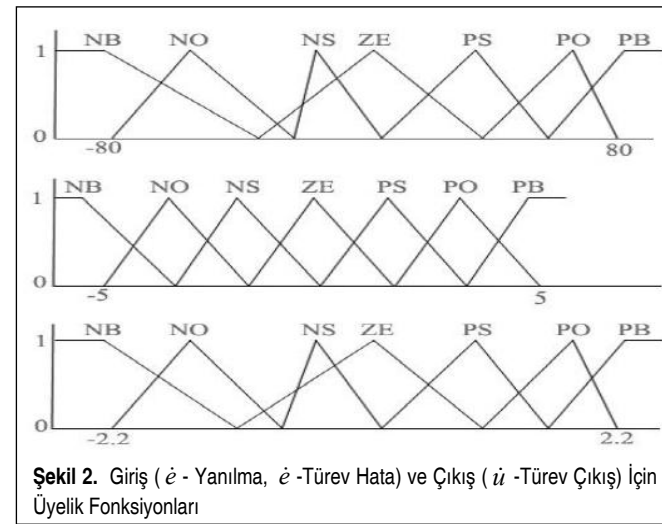 NB NO NS ZE PS PO PB
1
0
-80 80
NB NO NS ZE PS PO PB
1
0
-5 5
NB NO NS ZE PS PO PB
1
0
-2.2 2.2
Şekil 2. Giriş ( ė - Yanılma, ė -Türev Hata) ve Çıkış ( u̇ -Türev Çıkış) İçin
Üyelik Fonksiyonları